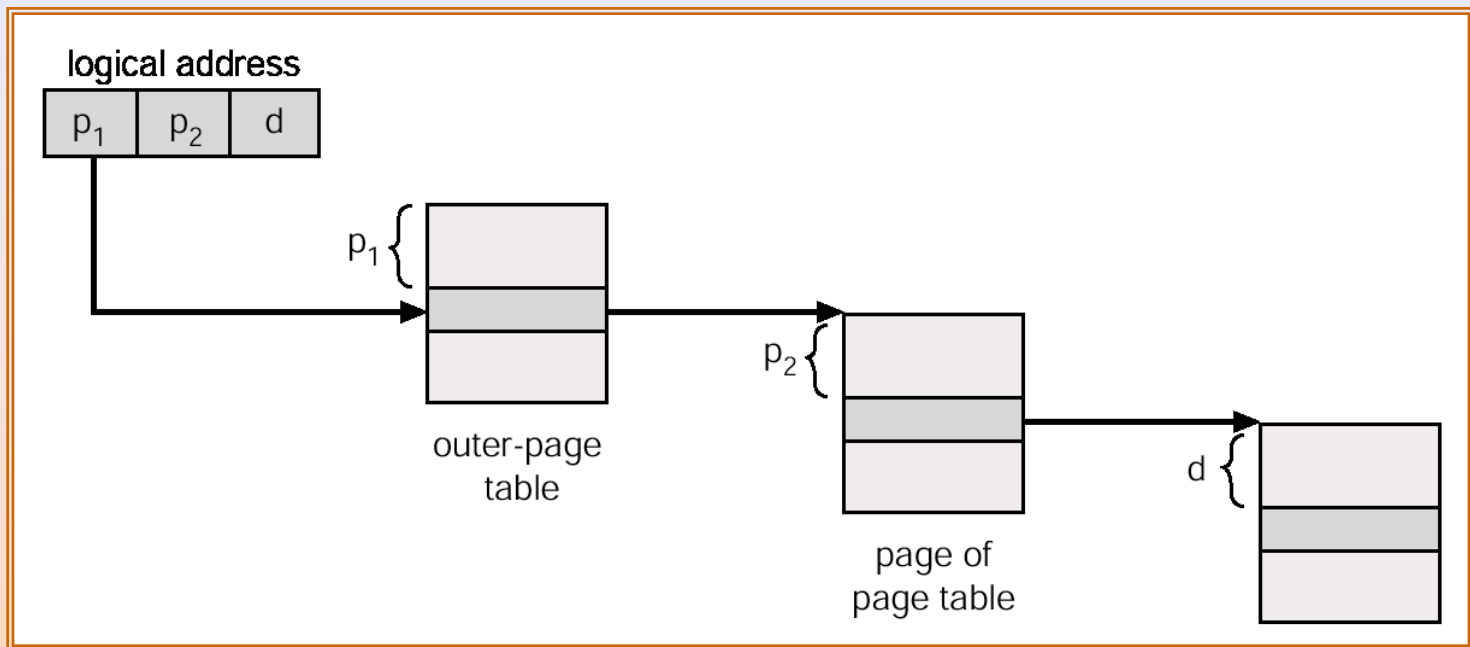 logical address
p₁ p₂ d
p₁
outer-page
table
p₂
page of
page table
d